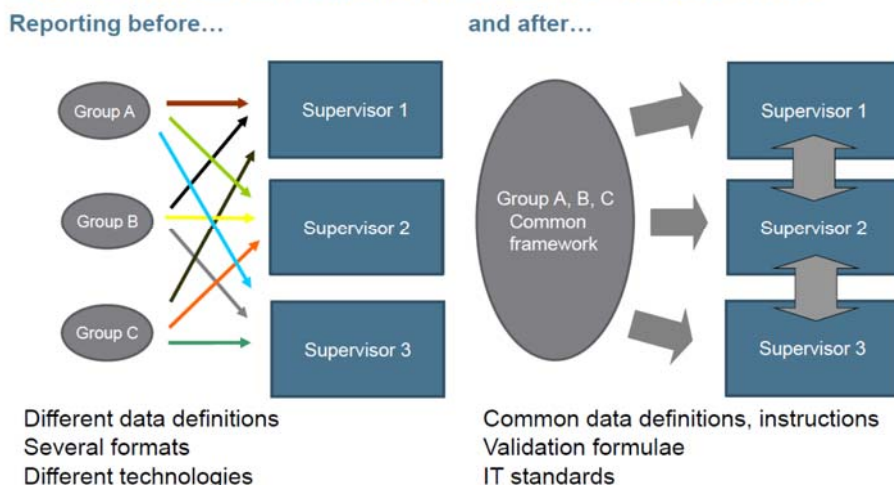 Reporting before…
and after…
Group A
Group B
Group C
Supervisor 1
Supervisor 2
Supervisor 3
Group A, B, C
Common
framework
Supervisor 1
Supervisor 2
Supervisor 3
Different data definitions
Several formats
Different technologies
Common data definitions, instructions
Validation formulae
IT standards